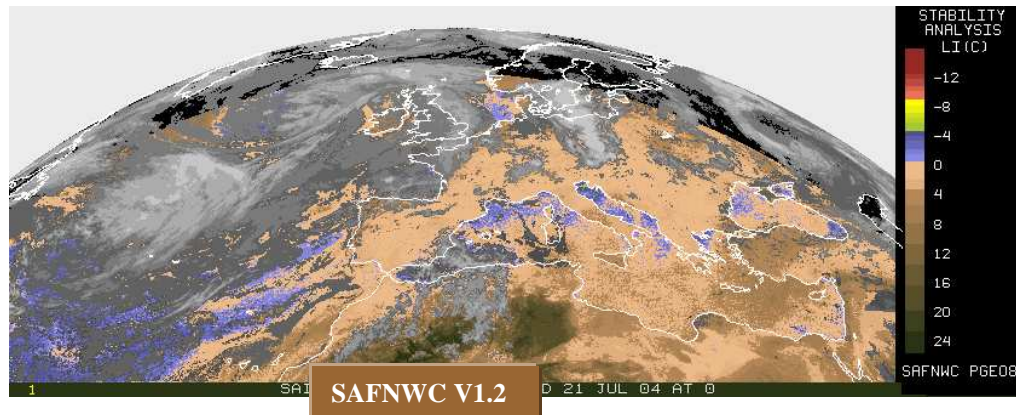 STABILITY
ANALYSIS
LI(C)
-12
-8
-4
0
4
8
12
16
20
24
SAFNWC PGE08
1 21 JUL 04 AT 0
SAFNWC V1.2